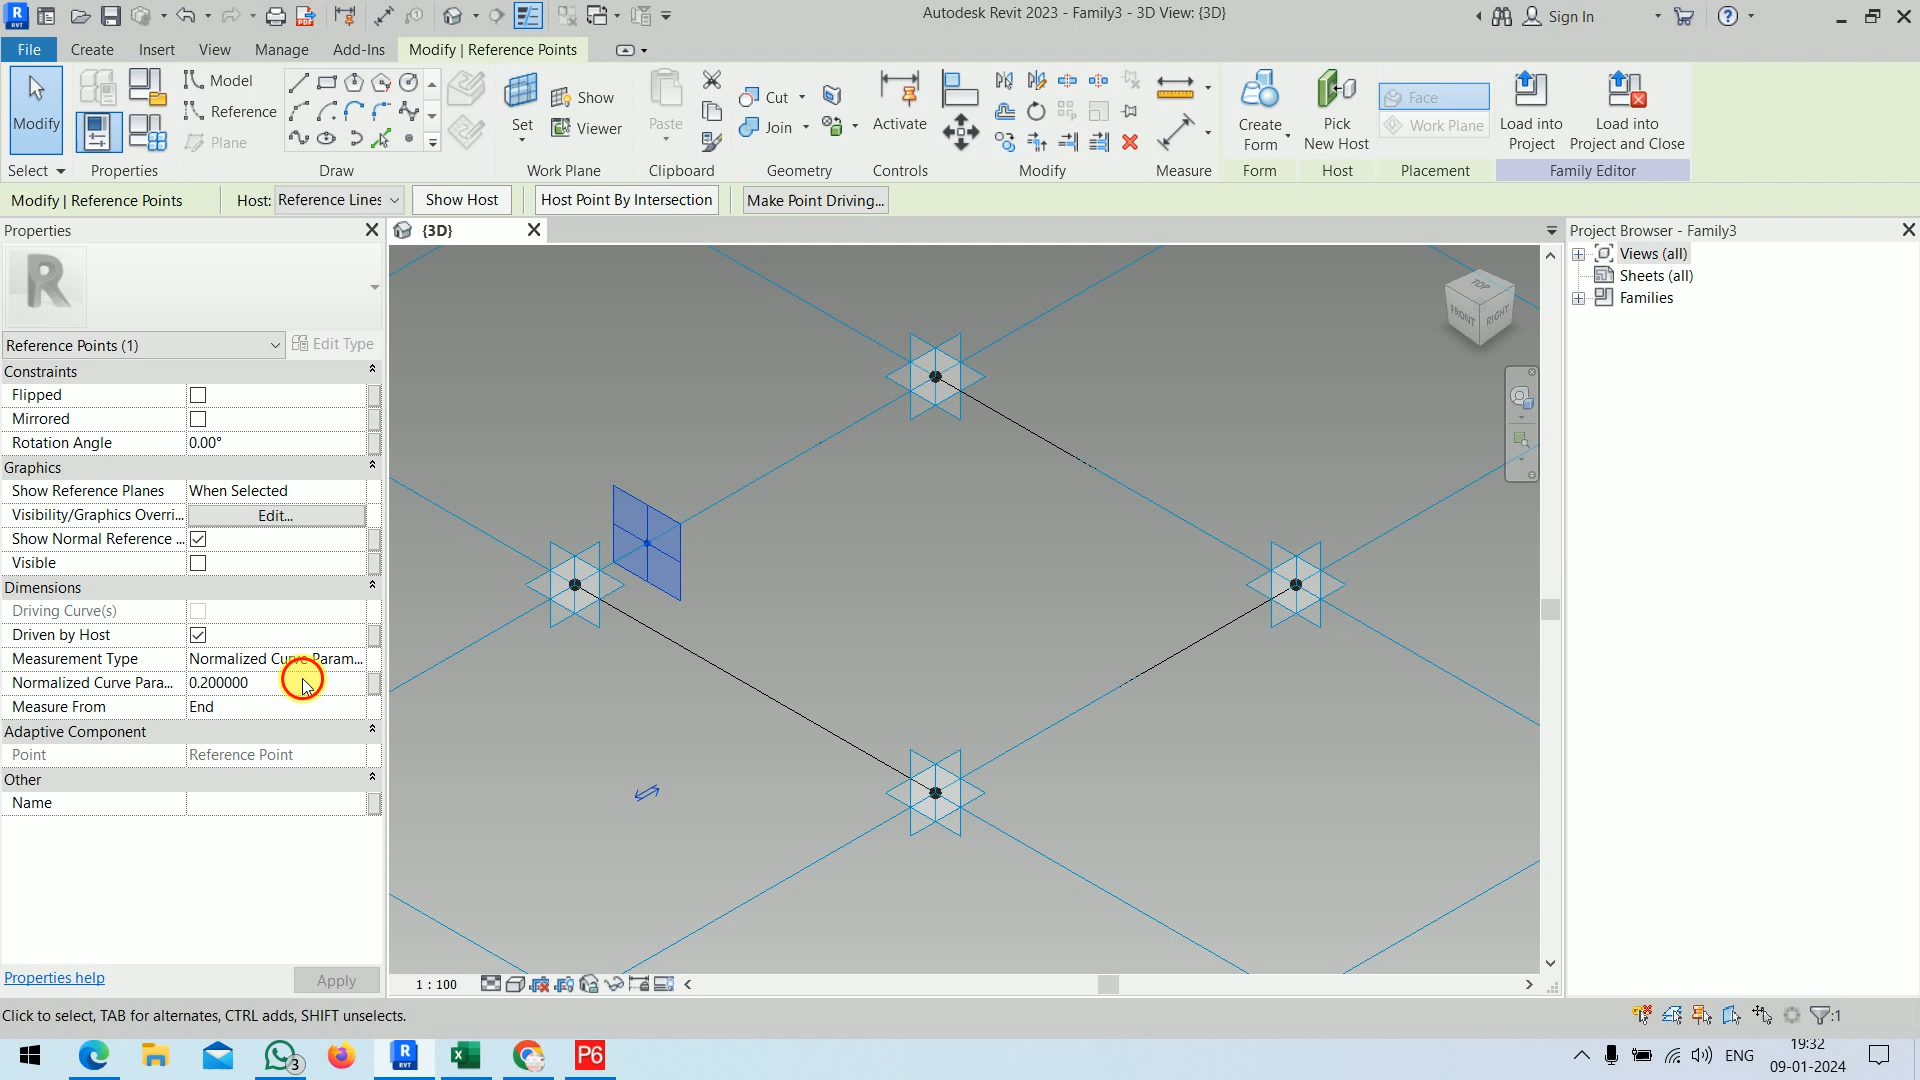 Autodesk Revit 2023 - Family3 - 3D View: {3D}
Sign In
File Create Insert View Manage Add-Ins Modify | Reference Points
Modify
Model
Reference
Plane
Set
Show
Viewer
Paste
Cut
Join
Activate
Create Form
Pick New Host
Face
Work Plane
Load into Project
Load into Project and Close
Select Properties Draw Work Plane Clipboard Geometry Controls Modify Measure Form Host Placement Family Editor
Modify | Reference Points Host: Reference Lines Show Host Host Point By Intersection Make Point Driving...
Properties
{3D}
Project Browser - Family3
Views (all)
Sheets (all)
Families
TOP
FRONT
RIGHT
R
Reference Points (1) Edit Type
Constraints
Flipped
Mirrored
Rotation Angle 0.00°
Graphics
Show Reference Planes When Selected
Visibility/Graphics Overri... Edit...
Show Normal Reference ...
Visible
Dimensions
Driving Curve(s)
Driven by Host
Measurement Type Normalized Curve Param...
Normalized Curve Para... 0.200000
Measure From End
Adaptive Component
Point Reference Point
Other
Name
Properties help Apply
1 : 100
Click to select, TAB for alternates, CTRL adds, SHIFT unselects.
:1
3
R
RVT
P6
ENG
19:32
09-01-2024